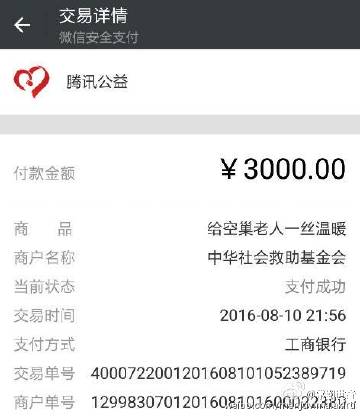 交易详情
微信安全支付
腾讯公益
付款金额 ￥3000.00
商 品 给空巢老人一丝温暖
商户名称 中华社会救助基金会
当前状态 支付成功
交易时间 2016-08-10 21:56
支付方式 工商银行
交易单号 4000722001201608101052389719
商户单号